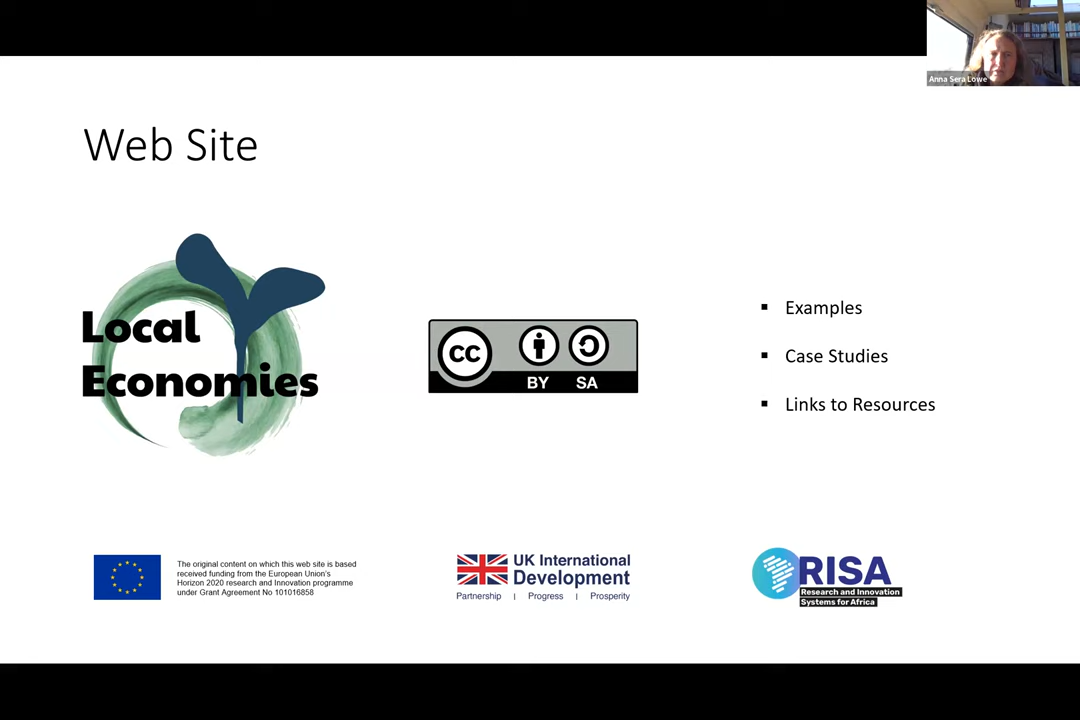 Anna Sera Lowe
Web Site
Local
Economies
CC
BY SA
▪ Examples
▪ Case Studies
▪ Links to Resources
The original content on which this web site is based
received funding from the European Union's
Horizon 2020 research and Innovation programme
under Grant Agreement No 101016858
UK International
Development
Partnership | Progress | Prosperity
RISA
Research and Innovation
Systems for Africa